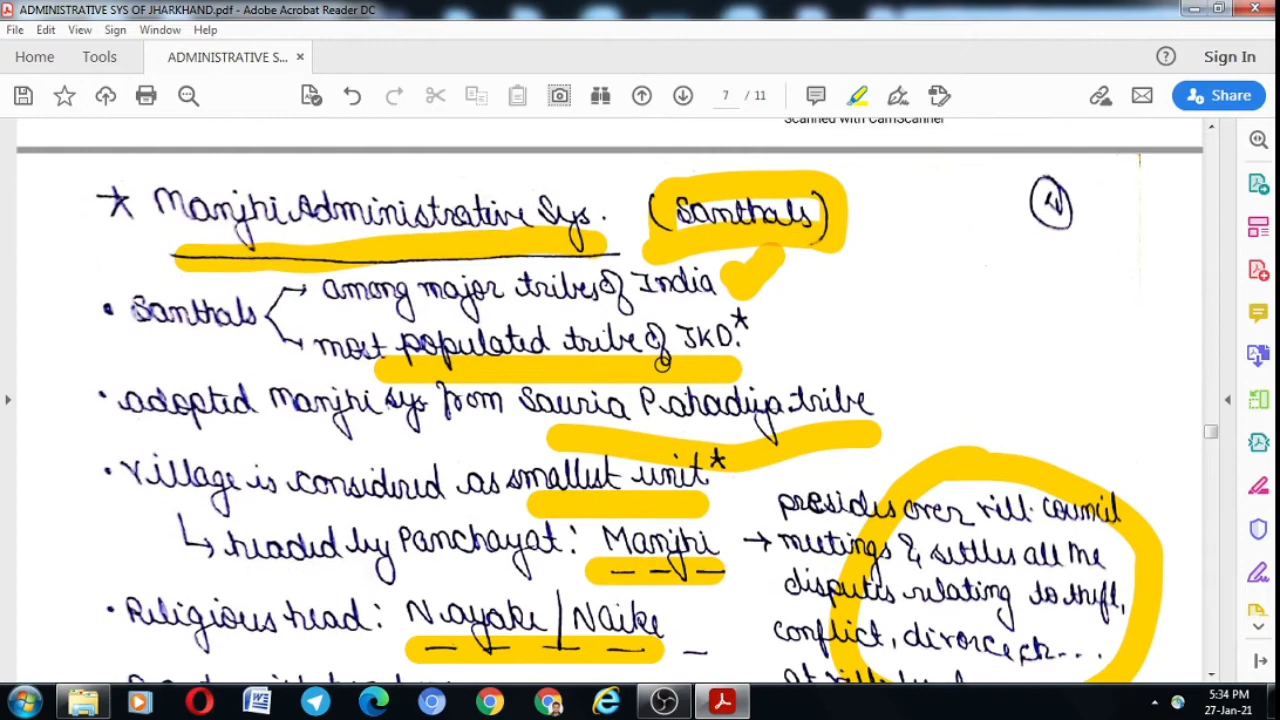 ADMINISTRATIVE SYS OF JHARKHAND.pdf - Adobe Acrobat Reader DC
File Edit View Sign Window Help
Home Tools ADMINISTRATIVE S... × Sign In
7 / 11 Share
Scanned with CamScanner
* Manjhi Administrative Sys. (Santhals)
• Santhals → among major tribes of India
→ most populated tribe of JKD.*
• adopted Manjhi sys from Sauria Pahadiya tribe
• Village is considered as smallest unit*
↳ headed by Panchayat: Manjhi → presides over vill. council
meetings & settles all the
disputes relating to theft,
conflict, divorce etc...
• Religious head: Nayake/Naike
at vill. level
5:34 PM
27-Jan-21